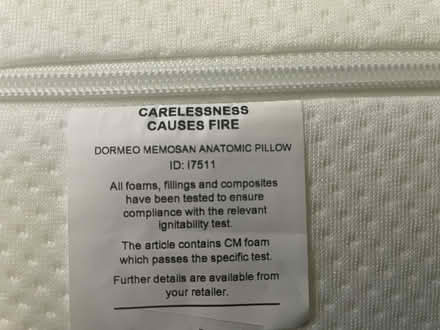 CARELESSNESS
CAUSES FIRE
DORMEO MEMOSAN ANATOMIC PILLOW
ID: I7511
All foams, fillings and composites
have been tested to ensure
compliance with the relevant
ignitability test.
The article contains CM foam
which passes the specific test.
Further details are available from
your retailer.